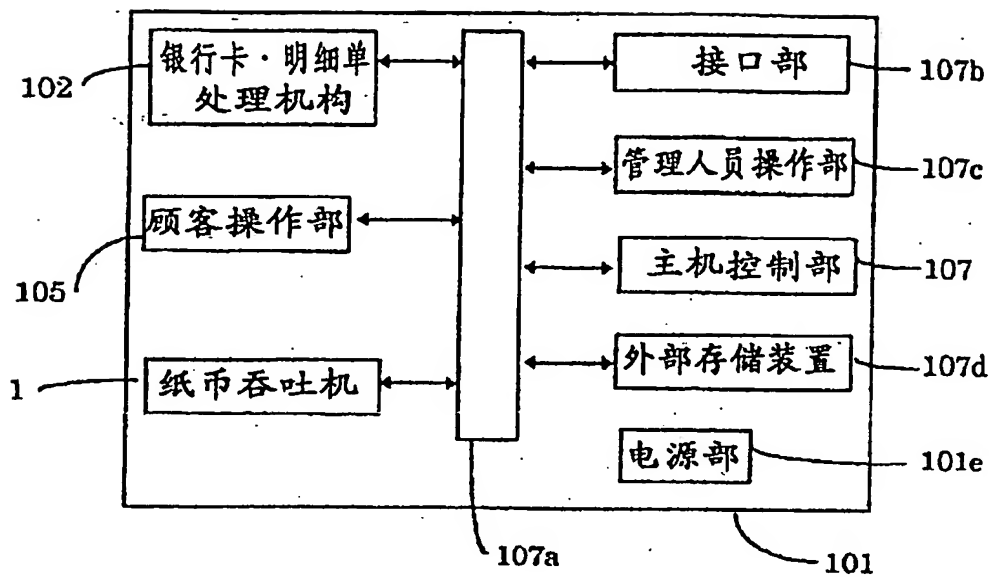 银行卡·明细单
处理机构
102
接口部
107b
管理人员操作部
107c
顾客操作部
105
主机控制部
107
外部存储装置
107d
1
纸币吞吐机
电源部
101e
107a
101